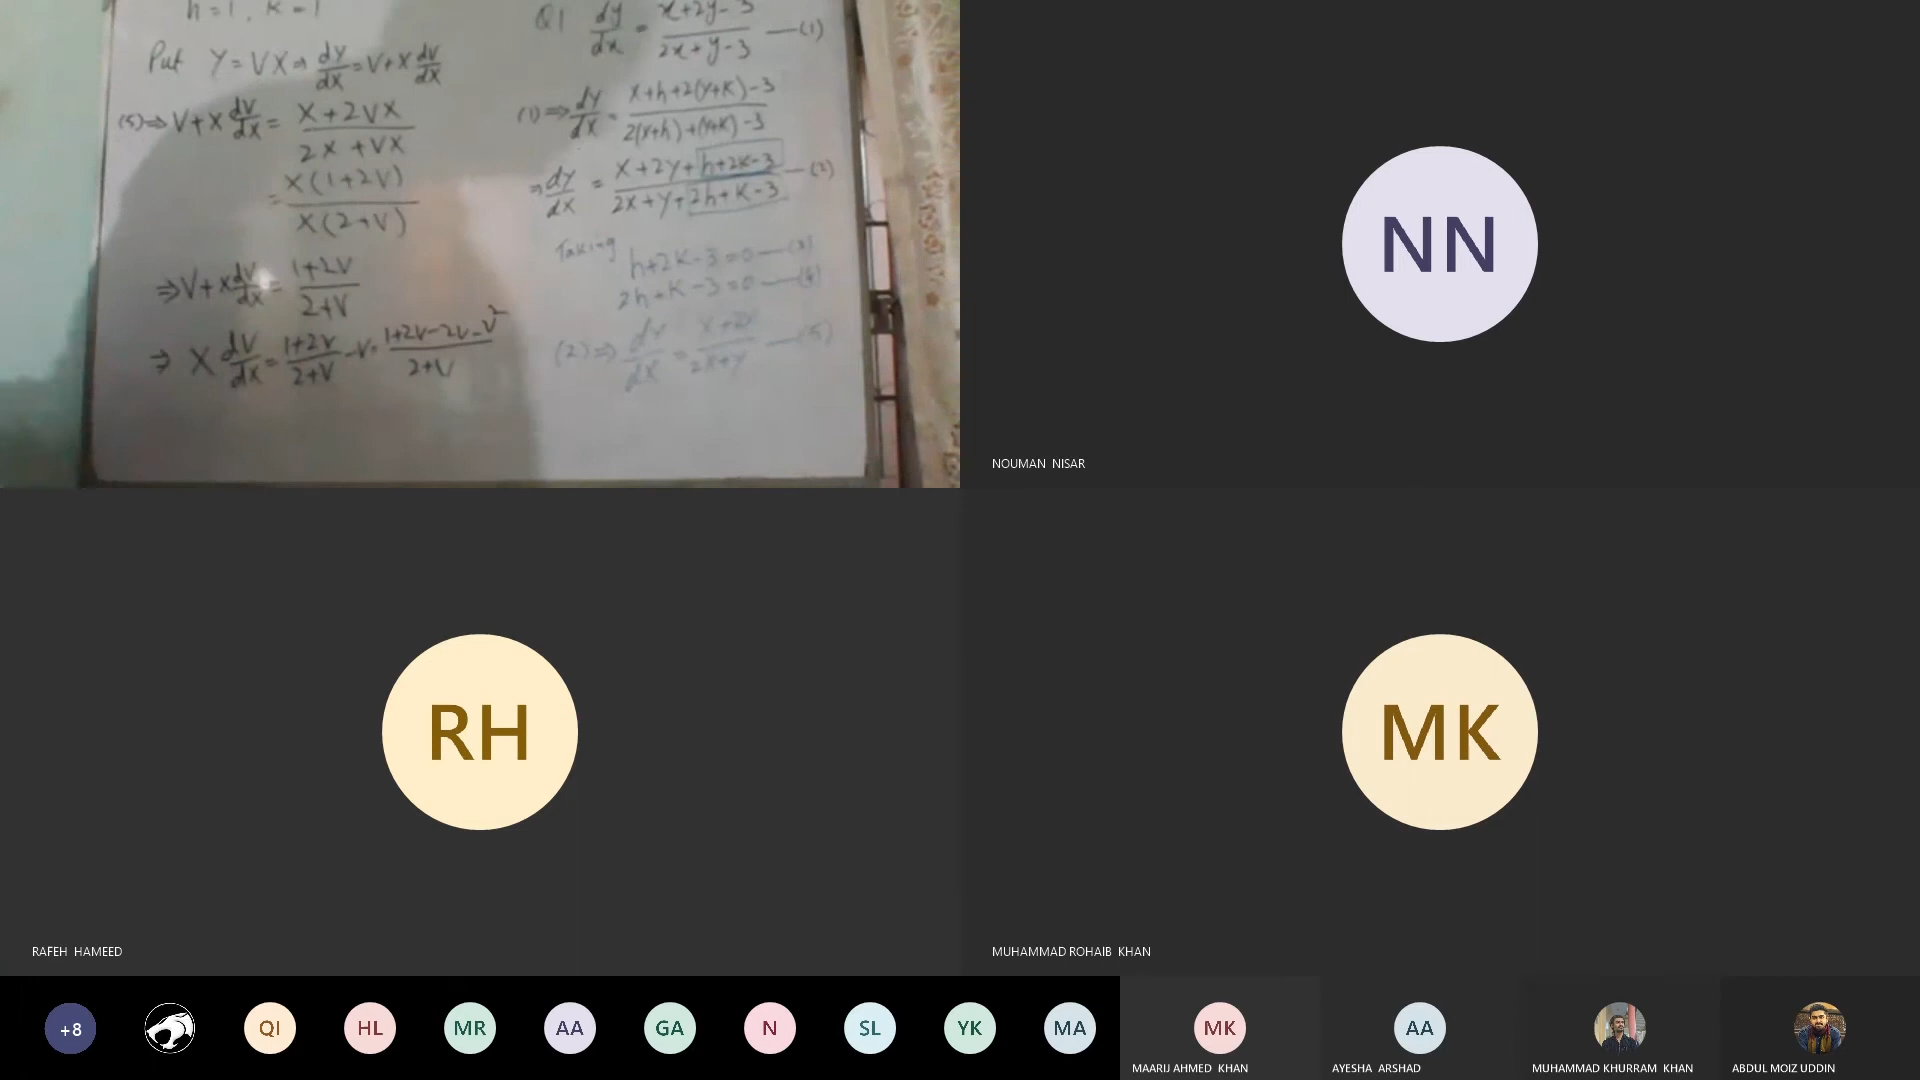 h=1, K=1
Put Y=VX⇒ dY/dX=V+X dV/dX
(5)⇒V+X dV/dX= X+2VX / 2X+VX
= X(1+2V) / X(2+V)
⇒V+X dV/dX= 1+2V / 2+V
⇒ X dV/dX= 1+2V / 2+V -V= 1+2V-2V-V² / 2+V
Q1 dy/dx = x+2y-3 / 2x+y-3 —(1)
(1)⇒dY/dX = X+h+2(Y+K)-3 / 2(X+h)+(Y+K)-3
⇒dY/dX = X+2Y+h+2K-3 / 2X+Y+2h+K-3 —(2)
Taking
h+2K-3=0—(3)
2h+K-3=0—(4)
(2)⇒ dY/dX = X+2Y / 2X+Y —(5)
NN
NOUMAN NISAR
RH
RAFEH HAMEED
MK
MUHAMMAD ROHAIB KHAN
+8
QI
HL
MR
AA
GA
N
SL
YK
MA
MK
MAARIJ AHMED KHAN
AA
AYESHA ARSHAD
MUHAMMAD KHURRAM KHAN
ABDUL MOIZ UDDIN